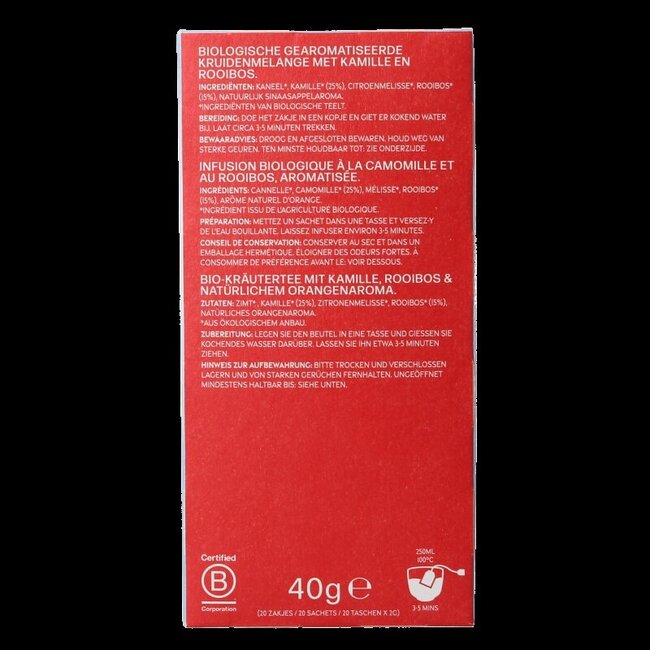 BIOLOGISCHE GEAROMATISEERDE
KRUIDENMELANGE MET KAMILLE EN
ROOIBOS.
INGREDIËNTEN: KANEEL*, KAMILLE* (25%), CITROENMELISSE*, ROOIBOS*
(15%), NATUURLIJK SINAASAPPELAROMA.
*INGREDIËNTEN VAN BIOLOGISCHE TEELT.
BEREIDING: DOE HET ZAKJE IN EEN KOPJE EN GIET ER KOKEND WATER
BIJ. LAAT CIRCA 3-5 MINUTEN TREKKEN.
BEWAARADVIES: DROOG EN AFGESLOTEN BEWAREN. HOUD WEG VAN
STERKE GEUREN. TEN MINSTE HOUDBAAR TOT: ZIE ONDERZIJDE.
INFUSION BIOLOGIQUE À LA CAMOMILLE ET
AU ROOIBOS, AROMATISÉE.
INGRÉDIENTS: CANNELLE*, CAMOMILLE* (25%), MÉLISSE*, ROOIBOS*
(15%), ARÔME NATUREL D'ORANGE.
*INGRÉDIENT ISSU DE L'AGRICULTURE BIOLOGIQUE.
PRÉPARATION: METTEZ UN SACHET DANS UNE TASSE ET VERSEZ-Y
DE L'EAU BOUILLANTE. LAISSEZ INFUSER ENVIRON 3-5 MINUTES.
CONSEIL DE CONSERVATION: CONSERVER AU SEC ET DANS UN
EMBALLAGE HERMÉTIQUE. ÉLOIGNER DES ODEURS FORTES. À
CONSOMMER DE PRÉFÉRENCE AVANT LE: VOIR DESSOUS.
BIO-KRÄUTERTEE MIT KAMILLE, ROOIBOS &
NATÜRLICHEM ORANGENAROMA.
ZUTATEN: ZIMT*, KAMILLE* (25%), ZITRONENMELISSE*, ROOIBOS* (15%),
NATÜRLICHES ORANGENAROMA.
*AUS ÖKOLOGISCHEM ANBAU.
ZUBEREITUNG: LEGEN SIE DEN BEUTEL IN EINE TASSE UND GIESSEN SIE
KOCHENDES WASSER DARÜBER. LASSEN SIE IHN ETWA 3-5 MINUTEN
ZIEHEN.
HINWEIS ZUR AUFBEWAHRUNG: BITTE TROCKEN UND VERSCHLOSSEN
LAGERN UND VON STARKEN GERÜCHEN FERNHALTEN. UNGEÖFFNET
MINDESTENS HALTBAR BIS: SIEHE UNTEN.
Certified
B
Corporation
40g e
(20 ZAKJES/ 20 SACHETS/ 20 TASCHEN X 2G)
250ML
100°C
3-5 MINS